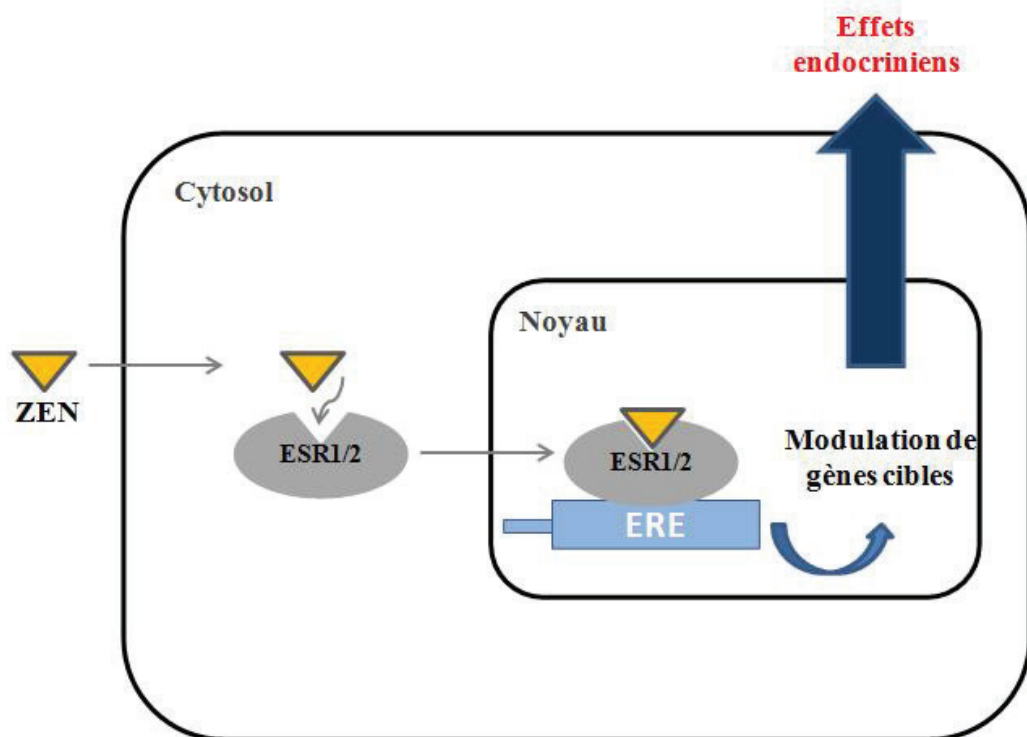 Effets
endocriniens
Cytosol
Noyau
ZEN
ESR1/2
ESR1/2
ERE
Modulation de
gènes cibles